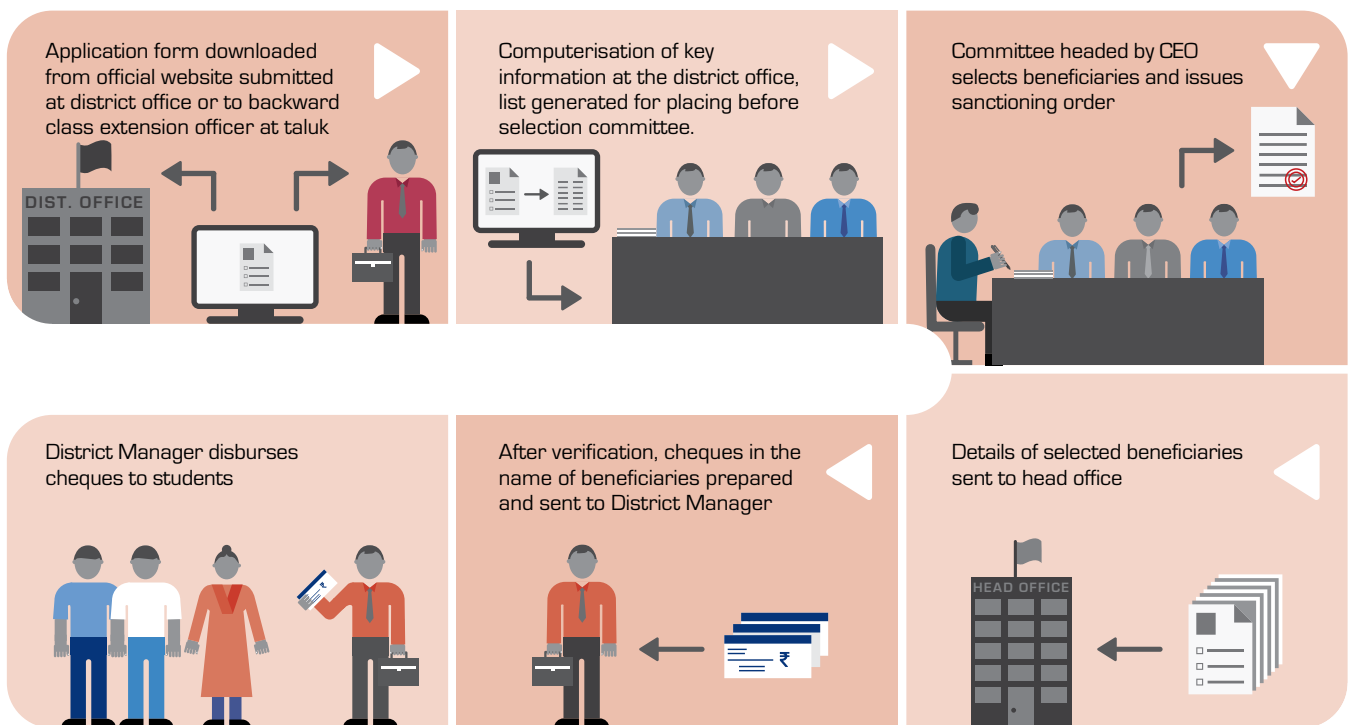 Application form downloaded
from official website submitted
at district office or to backward
class extension officer at taluk
DIST. OFFICE
Computerisation of key
information at the district office,
list generated for placing before
selection committee.
Committee headed by CEO
selects beneficiaries and issues
sanctioning order
Details of selected beneficiaries
sent to head office
HEAD OFFICE
After verification, cheques in the
name of beneficiaries prepared
and sent to District Manager
₹
District Manager disburses
cheques to students
₹